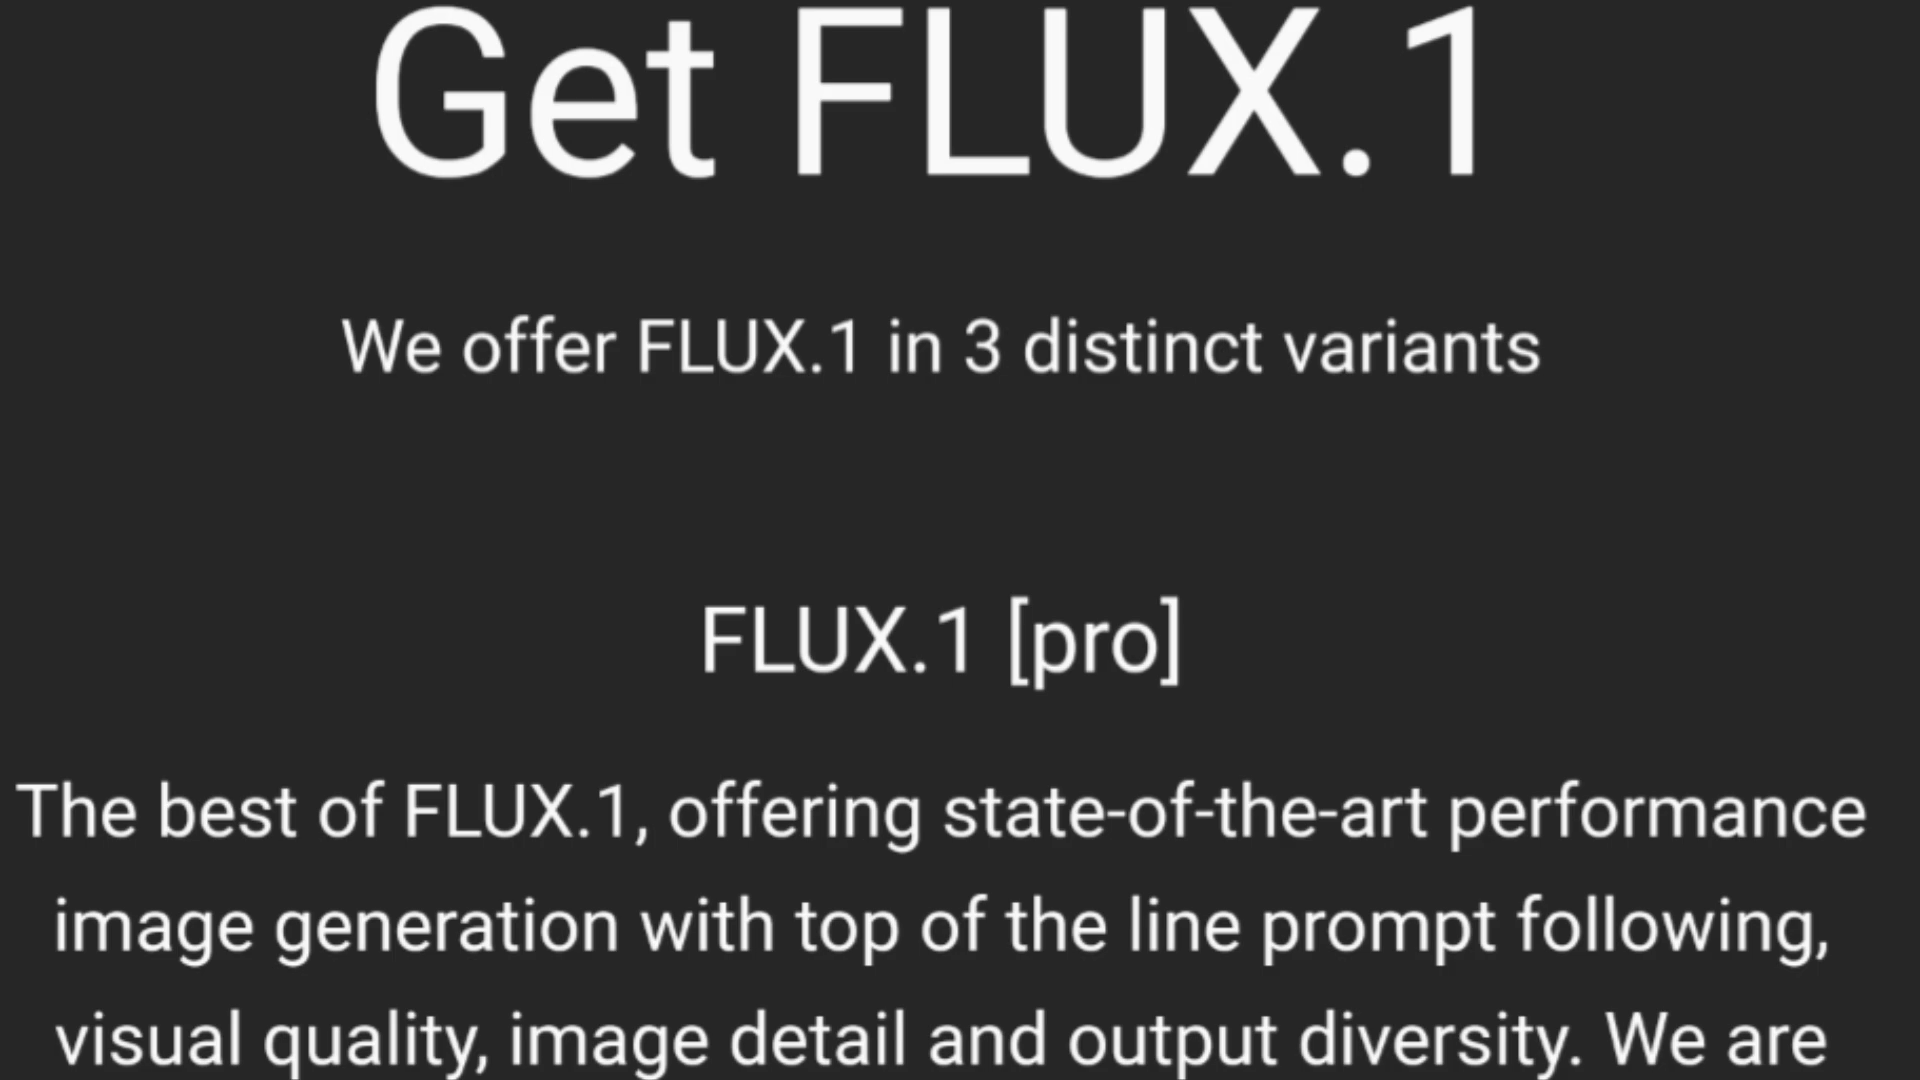 Get FLUX.1
We offer FLUX.1 in 3 distinct variants
FLUX.1 [pro]
The best of FLUX.1, offering state-of-the-art performance
image generation with top of the line prompt following,
visual quality, image detail and output diversity. We are